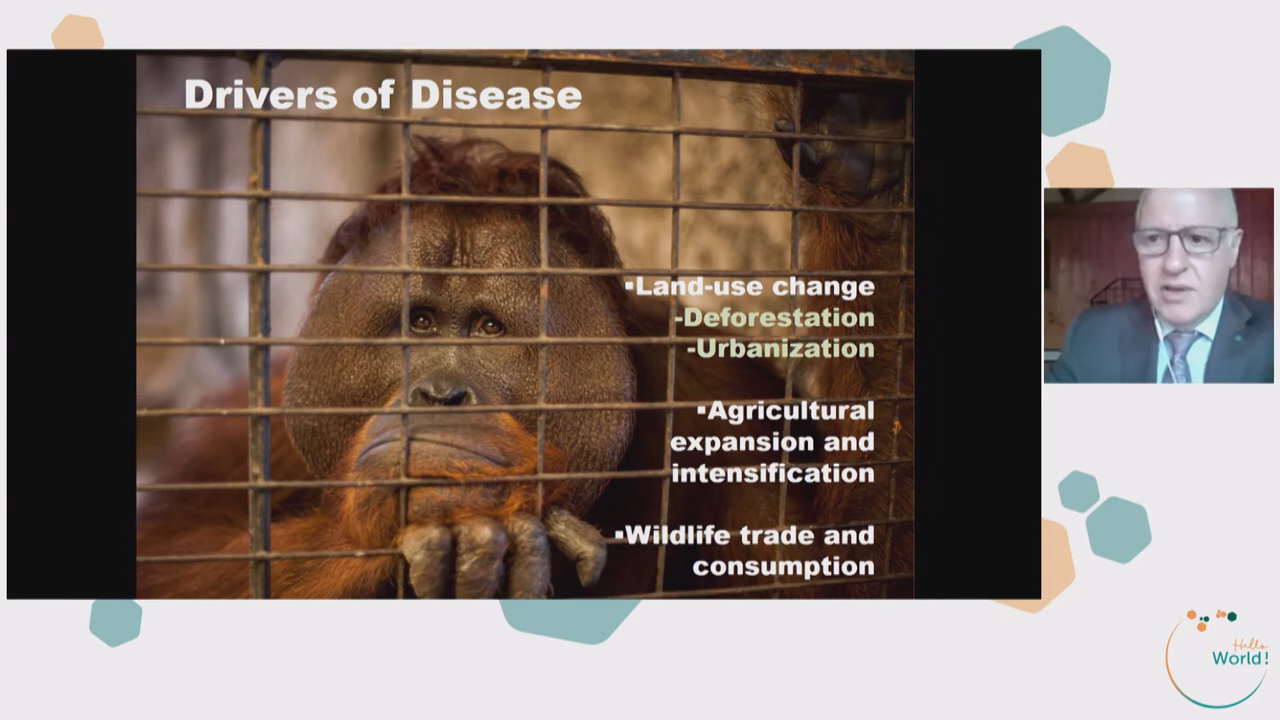 Drivers of Disease
▪Land-use change
-Deforestation
-Urbanization
▪Agricultural
expansion and
intensification
▪Wildlife trade and
consumption
Hello
World!